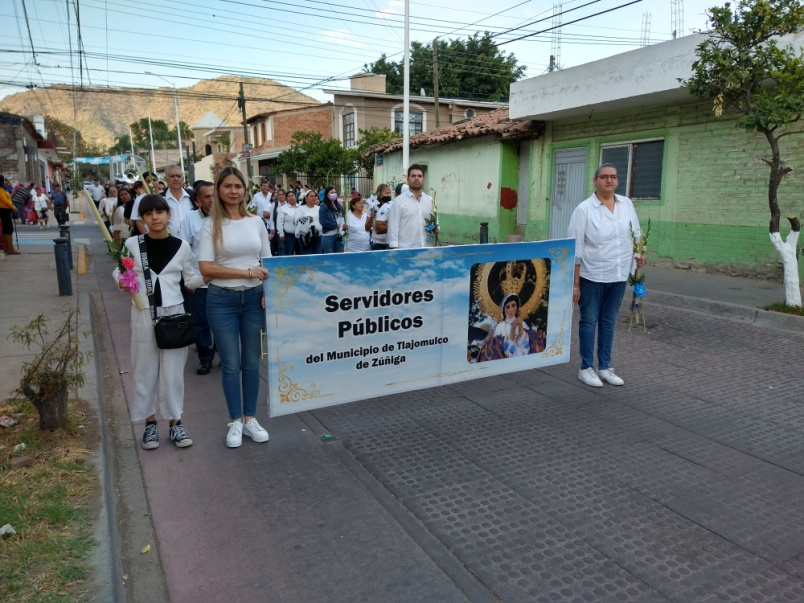 Servidores
Públicos
del Municipio de Tlajomulco
de Zúñiga